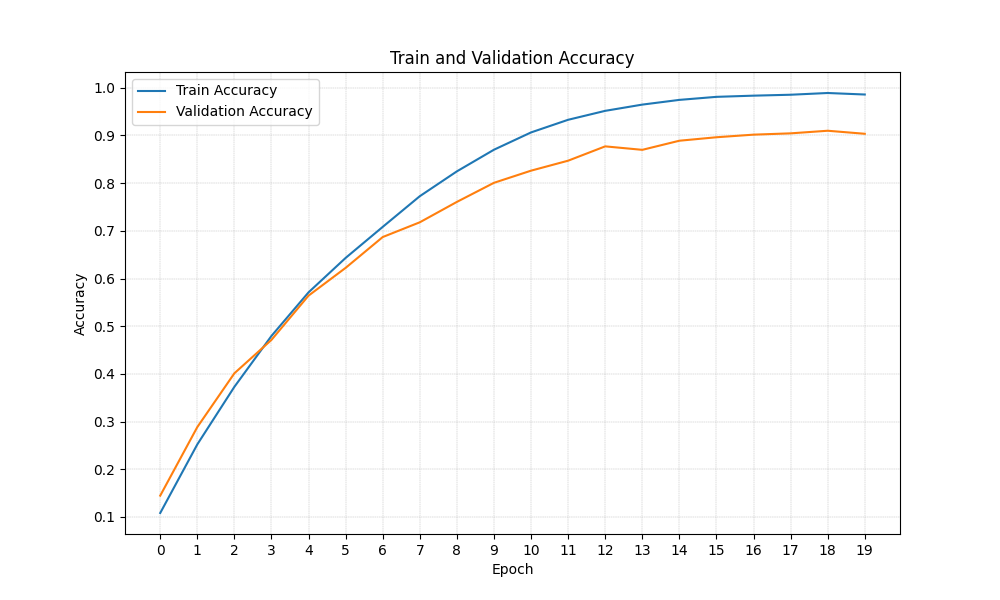 Train and Validation Accuracy
Train Accuracy
Validation Accuracy
1.0
0.9
0.8
0.7
0.6
0.5
0.4
0.3
0.2
0.1
Accuracy
0 1 2 3 4 5 6 7 8 9 10 11 12 13 14 15 16 17 18 19
Epoch